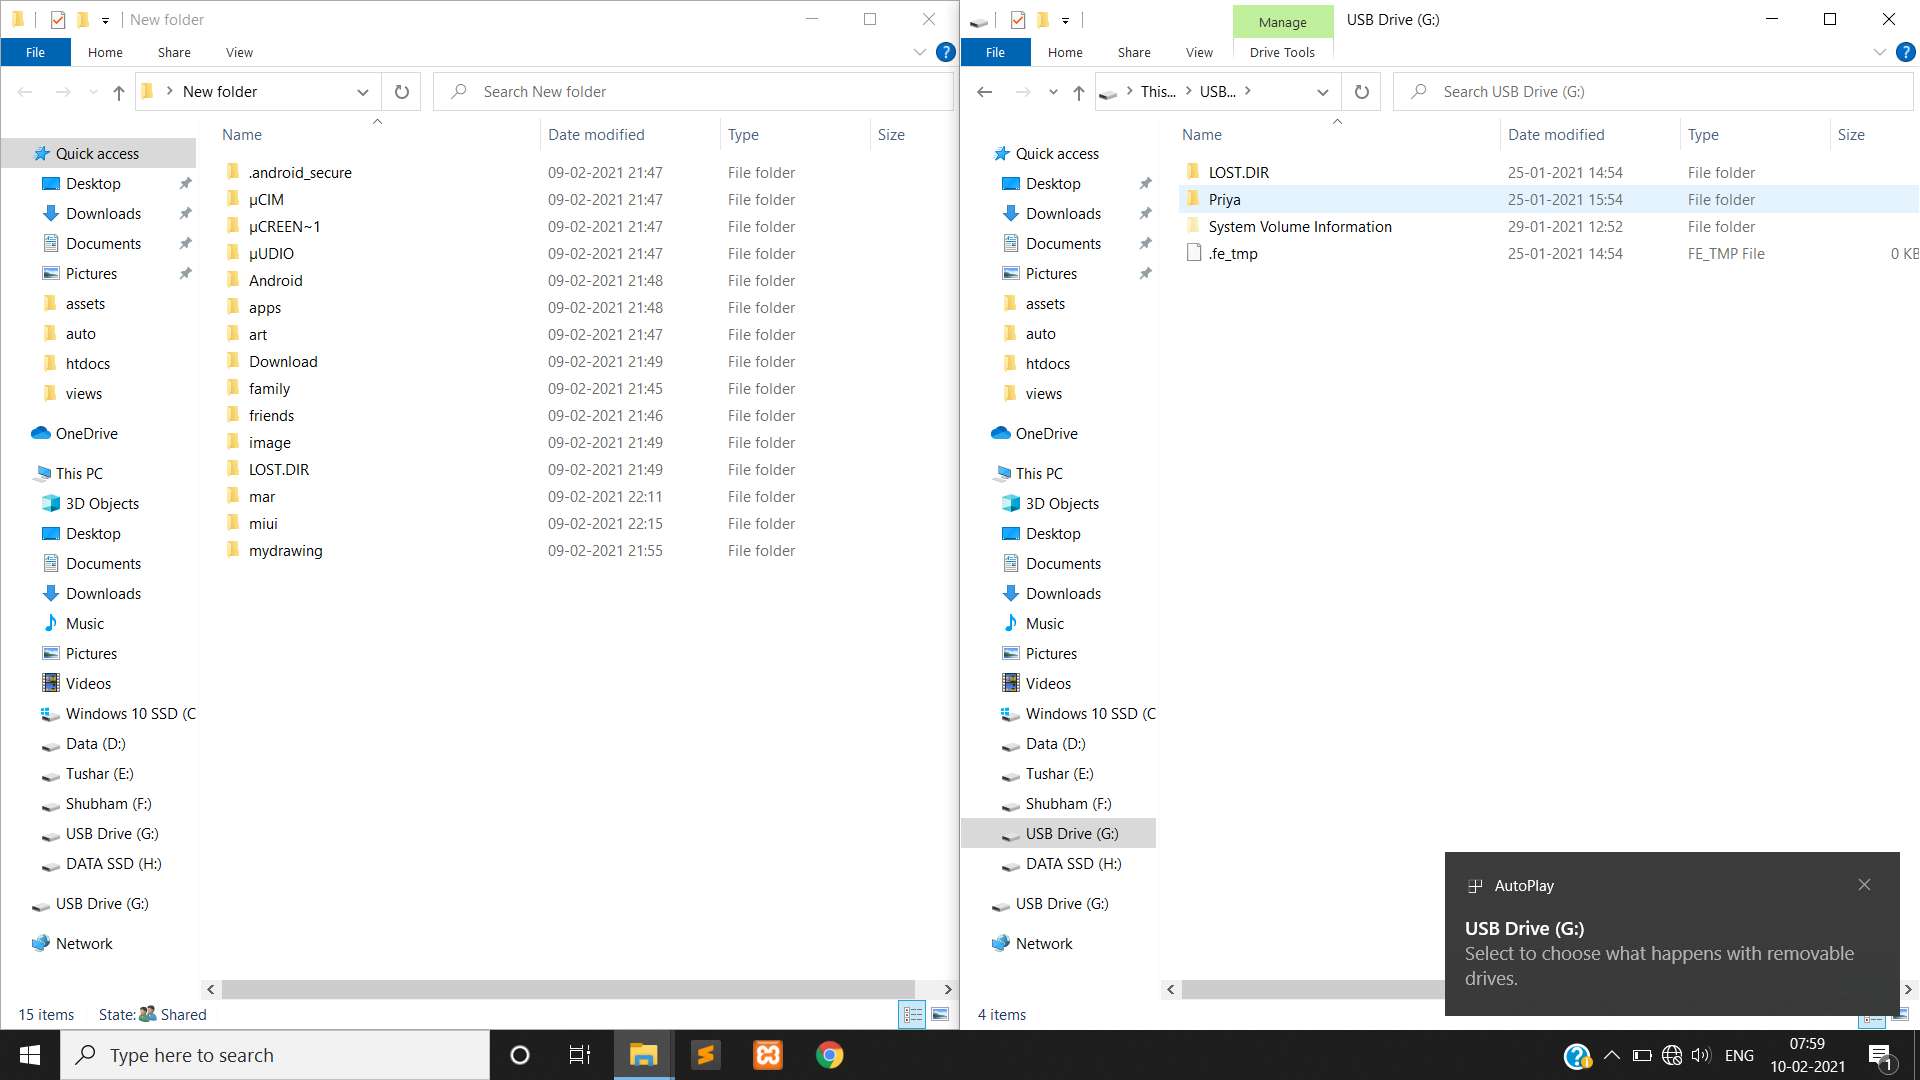 New folder
File
Home
Share
View
New folder
Search New folder
Name
Date modified
Type
Size
Quick access
Desktop
Downloads
Documents
Pictures
assets
auto
htdocs
views
OneDrive
This PC
3D Objects
Desktop
Documents
Downloads
Music
Pictures
Videos
Windows 10 SSD (C
Data (D:)
Tushar (E:)
Shubham (F:)
USB Drive (G:)
DATA SSD (H:)
USB Drive (G:)
Network
.android_secure 09-02-2021 21:47 File folder
µCIM 09-02-2021 21:47 File folder
µCREEN~1 09-02-2021 21:47 File folder
µUDIO 09-02-2021 21:47 File folder
Android 09-02-2021 21:48 File folder
apps 09-02-2021 21:48 File folder
art 09-02-2021 21:47 File folder
Download 09-02-2021 21:49 File folder
family 09-02-2021 21:45 File folder
friends 09-02-2021 21:46 File folder
image 09-02-2021 21:49 File folder
LOST.DIR 09-02-2021 21:49 File folder
mar 09-02-2021 22:11 File folder
miui 09-02-2021 22:15 File folder
mydrawing 09-02-2021 21:55 File folder
15 items State: Shared
Manage
USB Drive (G:)
File
Home
Share
View
Drive Tools
This... USB...
Search USB Drive (G:)
Name
Date modified
Type
Size
Quick access
Desktop
Downloads
Documents
Pictures
assets
auto
htdocs
views
OneDrive
This PC
3D Objects
Desktop
Documents
Downloads
Music
Pictures
Videos
Windows 10 SSD (C
Data (D:)
Tushar (E:)
Shubham (F:)
USB Drive (G:)
DATA SSD (H:)
USB Drive (G:)
Network
LOST.DIR 25-01-2021 14:54 File folder
Priya 25-01-2021 15:54 File folder
System Volume Information 29-01-2021 12:52 File folder
.fe_tmp 25-01-2021 14:54 FE_TMP File 0 KB
4 items
AutoPlay
USB Drive (G:)
Select to choose what happens with removable
drives.
Type here to search
ENG
07:59
10-02-2021
1